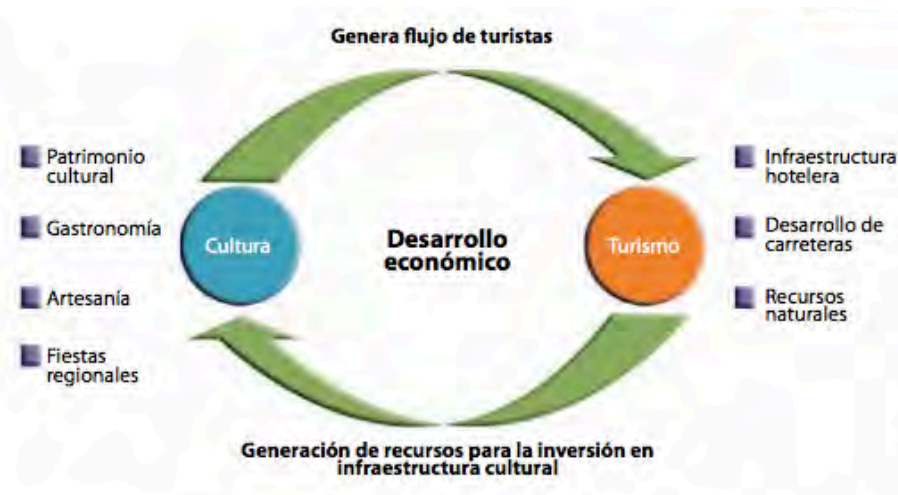 Genera flujo de turistas
Patrimonio
cultural
Gastronomía
Artesanía
Fiestas
regionales
Cultura
Desarrollo
económico
Turismo
Infraestructura
hotelera
Desarrollo de
carreteras
Recursos
naturales
Generación de recursos para la inversión en
infraestructura cultural